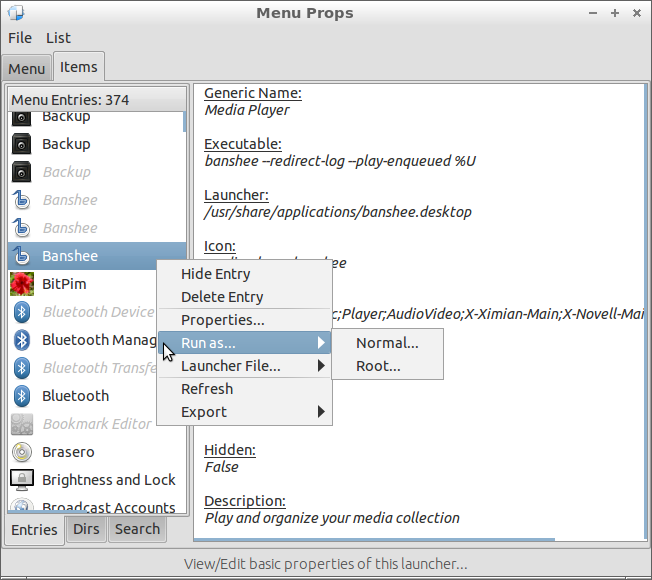 Menu Props
File List
Menu Items
Menu Entries: 374
Backup
Backup
Backup
Banshee
Banshee
Banshee
BitPim
Bluetooth Device
Bluetooth Manag
Bluetooth Transfe
Bluetooth
Bookmark Editor
Brasero
Brightness and Lock
Broadcast Accounts
Entries Dirs Search
Generic Name:
Media Player
Executable:
banshee --redirect-log --play-enqueued %U
Launcher:
/usr/share/applications/banshee.desktop
Icon:
c;Player;AudioVideo;X-Ximian-Main;X-Novell-Mai
Hidden:
False
Description:
Play and organize your media collection
Hide Entry
Delete Entry
Properties...
Run as...
Launcher File...
Refresh
Export
Normal...
Root...
View/Edit basic properties of this launcher...